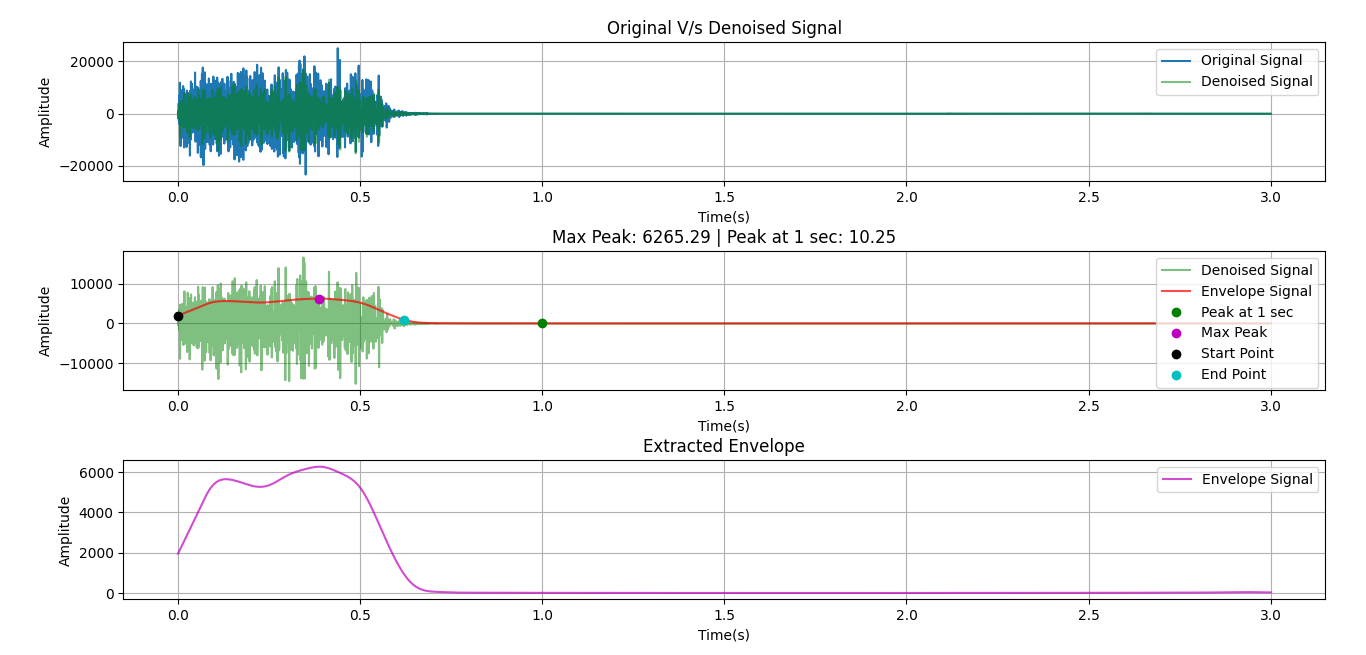 Original V/s Denoised Signal
Amplitude
20000
0
−20000
Original Signal
Denoised Signal
0.0 0.5 1.0 1.5 2.0 2.5 3.0
Time(s)
Max Peak: 6265.29 | Peak at 1 sec: 10.25
Amplitude
10000
0
−10000
Denoised Signal
Envelope Signal
Peak at 1 sec
Max Peak
Start Point
End Point
0.0 0.5 1.0 1.5 2.0 2.5 3.0
Time(s)
Extracted Envelope
Amplitude
6000
4000
2000
0
Envelope Signal
0.0 0.5 1.0 1.5 2.0 2.5 3.0
Time(s)